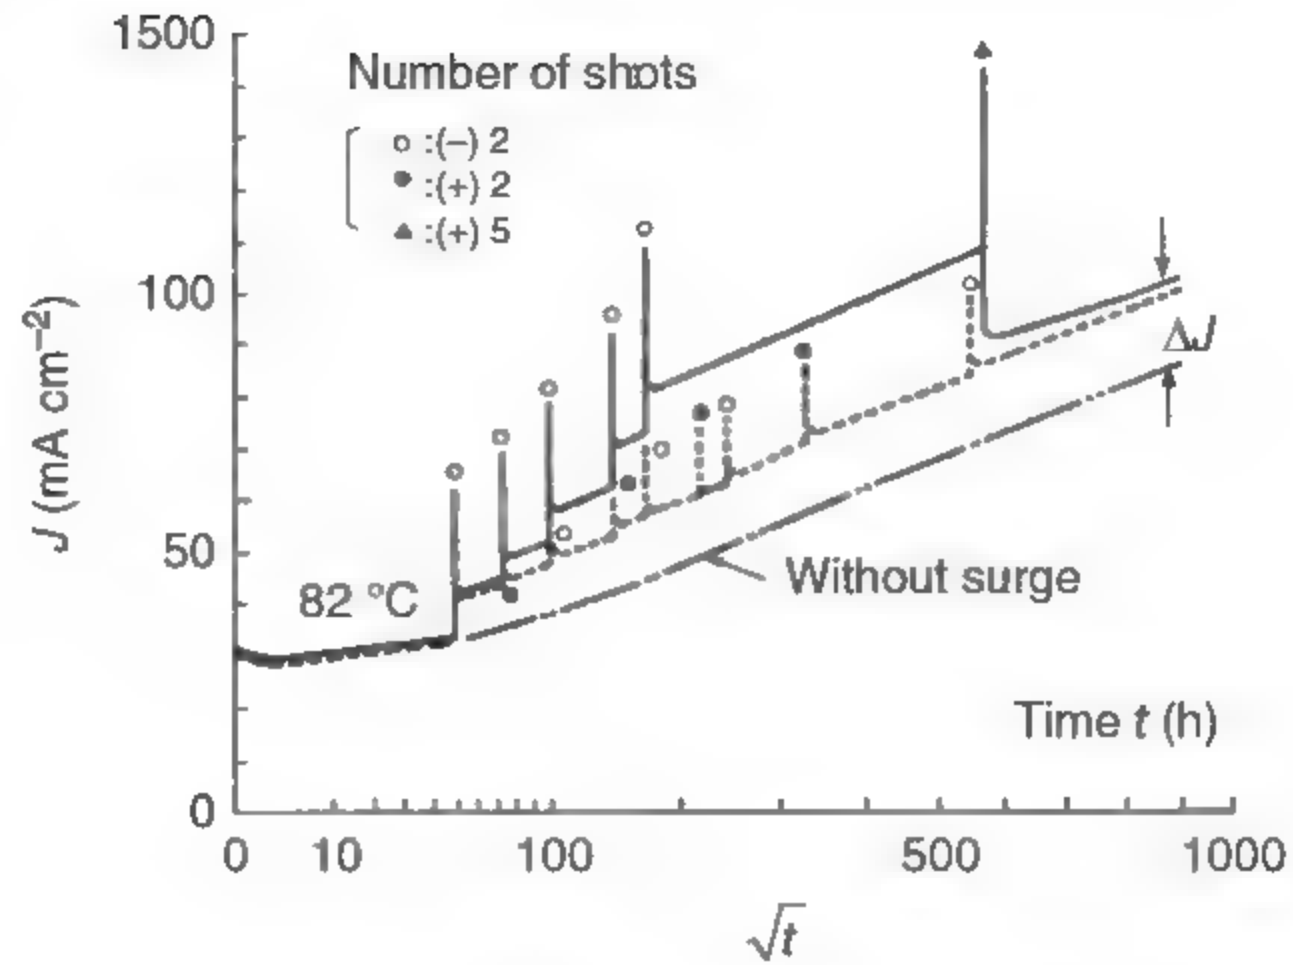 1500
Number of shots
○ :(−) 2
● :(+) 2
▲ :(+) 5
100
J (mA cm⁻²)
ΔJ
50
82 °C
Without surge
Time t (h)
0
0 10 100 500 1000
√t